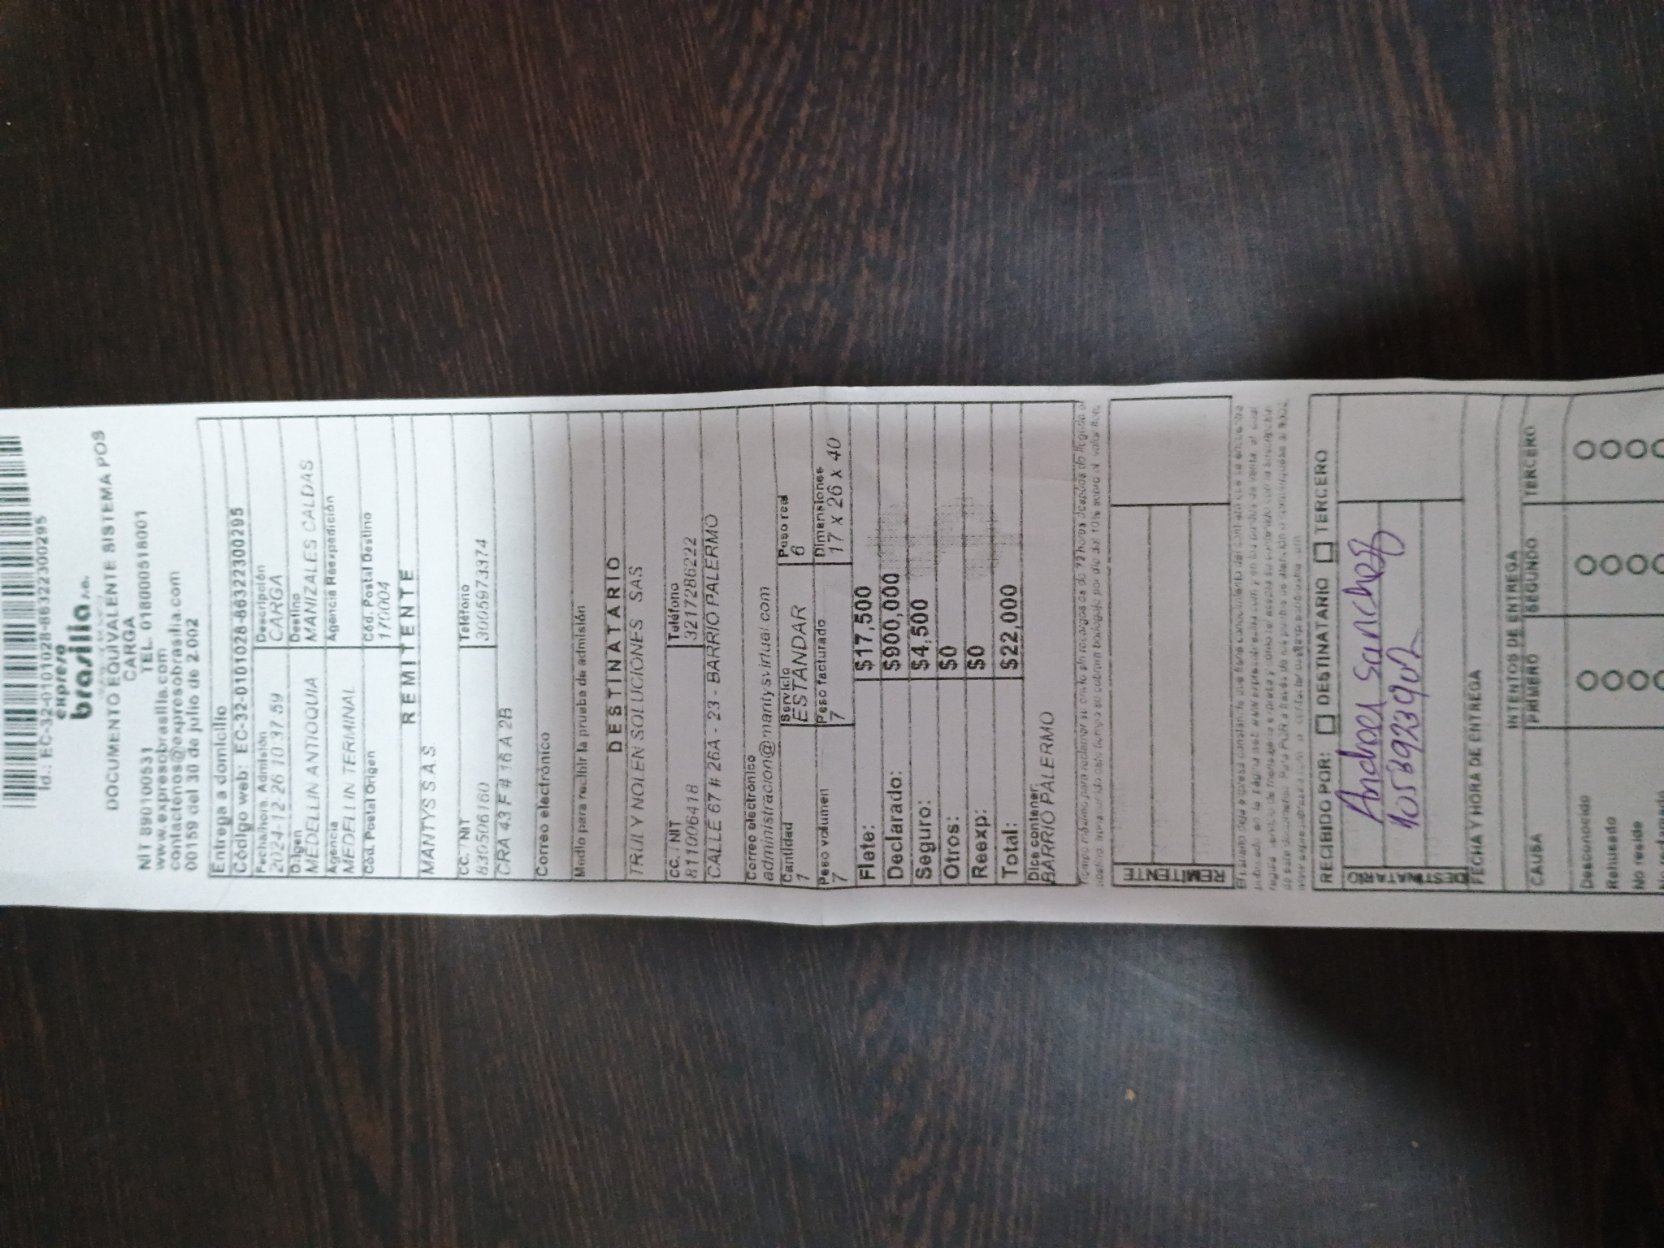 Id.: EC-32-0101028-86322300295
expreso
brasilia s.a.
DOCUMENTO EQUIVALENTE SISTEMA POS
CARGA
NIT 890100531 TEL. 018000518001
www.expresobrasilia.com
contactenos@expresobrasilia.com
00159 del 30 de julio de 2.002
Entrega a domicilio
Código web: EC-32-0101028-86322300295
Fecha/hora Admisión Descripción
2024-12-26 10:37:59 CARGA
Origen Destino
MEDELLIN ANTIOQUIA MANIZALES CALDAS
Agencia Agencia Reexpedición
MEDELLIN TERMINAL
Cód. Postal Origen Cód. Postal Destino
170004
REMITENTE
MANTYS S A S
CC. / NIT Teléfono
830506160 3005973374
CRA 43 F # 16 A 2B
Correo electrónico
Medio para recibir la prueba de admisión
DESTINATARIO
TRULY NOLEN SOLUCIONES SAS
CC. / NIT Teléfono
811006418 3217286222
CALLE 67 # 26A - 23 - BARRIO PALERMO
Correo electrónico
administracion@mantysvirtual.com
Cantidad Servicio Peso real
1 ESTÁNDAR 6
Peso volumen Peso facturado Dimensiones
7 7 17 x 26 x 40
Flete: $17,500
Declarado: $900,000
Seguro: $4,500
Otros: $0
Reexp: $0
Total: $22,000
Dice contener:
BARRIO PALERMO
REMITENTE
RECIBIDO POR: DESTINATARIO TERCERO
DESTINATARIO
Andrea Sanchez
FECHA Y HORA DE ENTREGA
INTENTOS DE ENTREGA
CAUSA PRIMERO SEGUNDO TERCERO
Desconocido
Rehusado
No reside
No reclamado